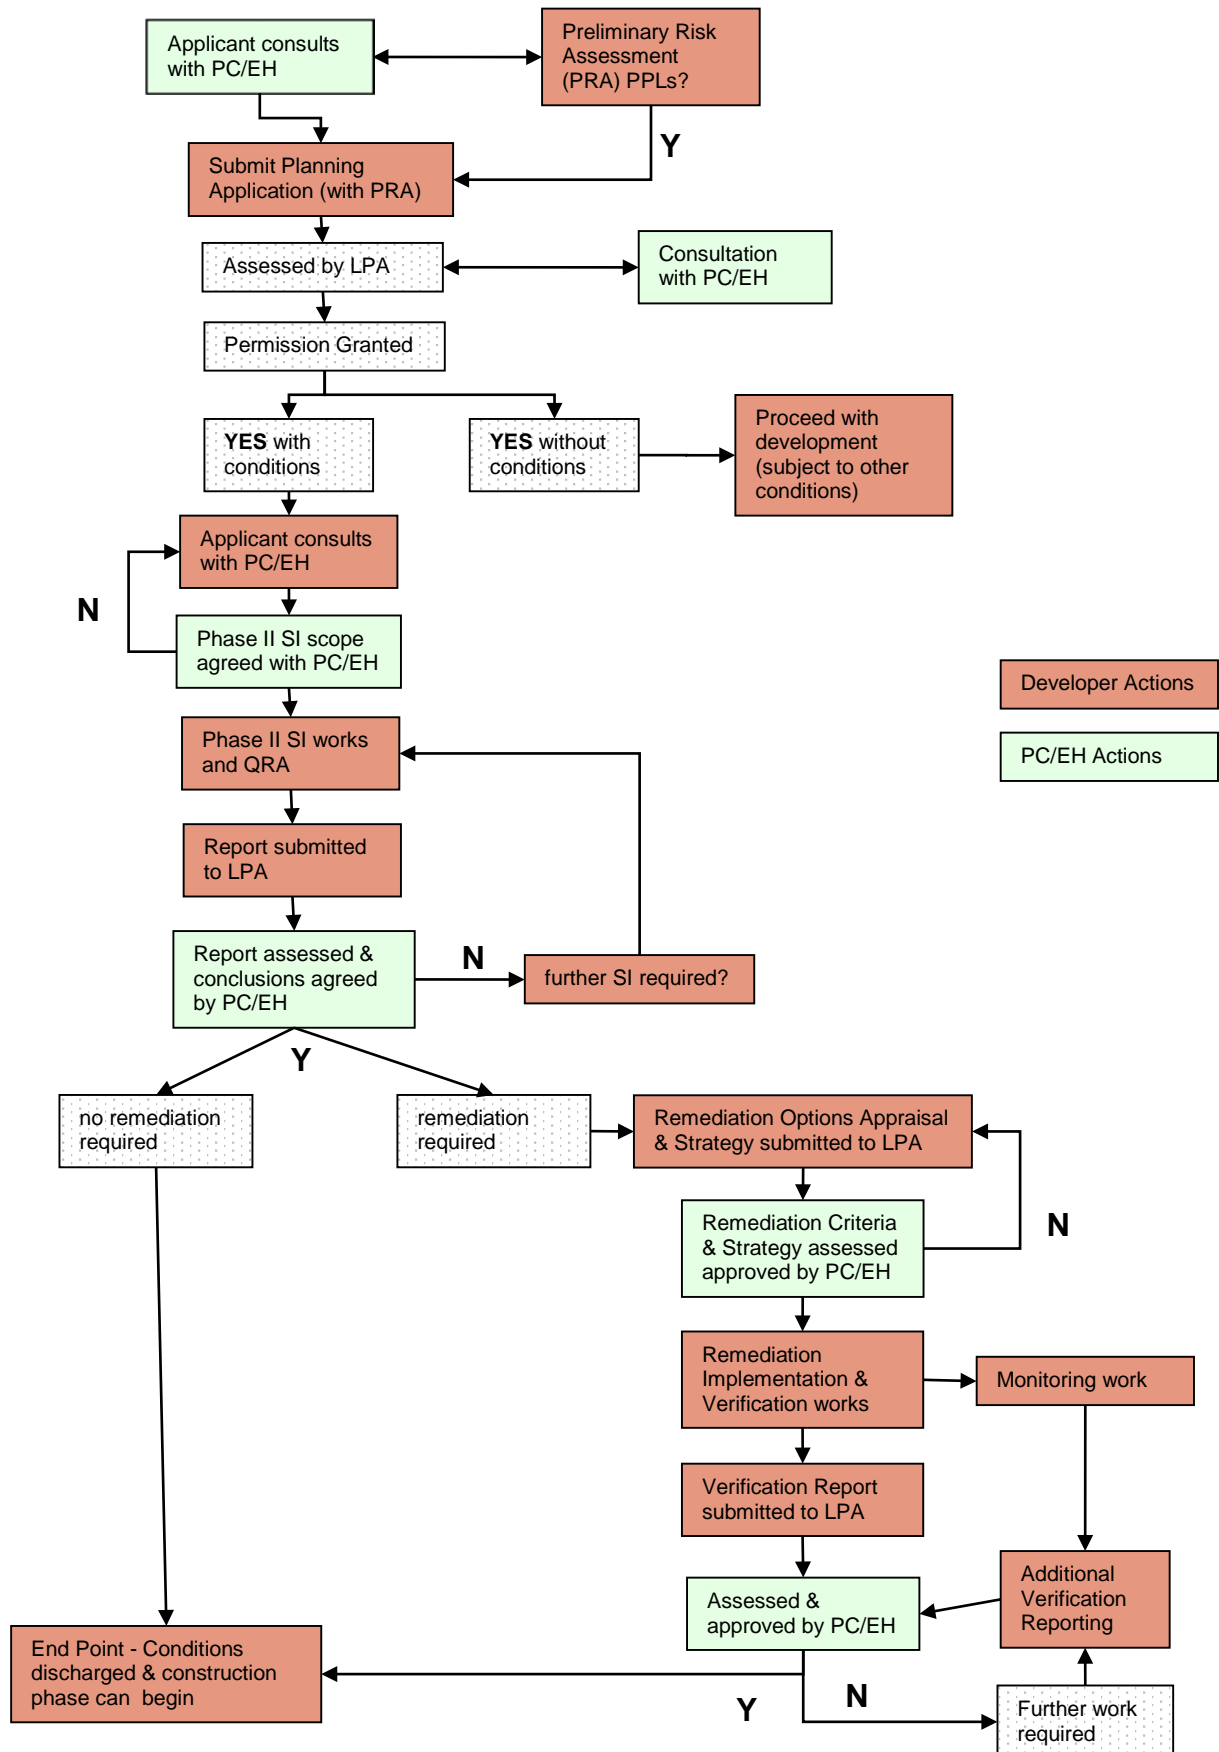 Applicant consults
with PC/EH
Preliminary Risk
Assessment
(PRA) PPLs?
Y
Submit Planning
Application (with PRA)
Assessed by LPA
Consultation
with PC/EH
Permission Granted
YES with
conditions
YES without
conditions
Proceed with
development
(subject to other
conditions)
Applicant consults
with PC/EH
N
Phase II SI scope
agreed with PC/EH
Developer Actions
PC/EH Actions
Phase II SI works
and QRA
Report submitted
to LPA
Report assessed &
conclusions agreed
by PC/EH
N
further SI required?
Y
no remediation
required
remediation
required
Remediation Options Appraisal
& Strategy submitted to LPA
Remediation Criteria
& Strategy assessed
approved by PC/EH
N
Remediation
Implementation &
Verification works
Monitoring work
Verification Report
submitted to LPA
Additional
Verification
Reporting
Assessed &
approved by PC/EH
End Point - Conditions
discharged & construction
phase can begin
Y
N
Further work
required